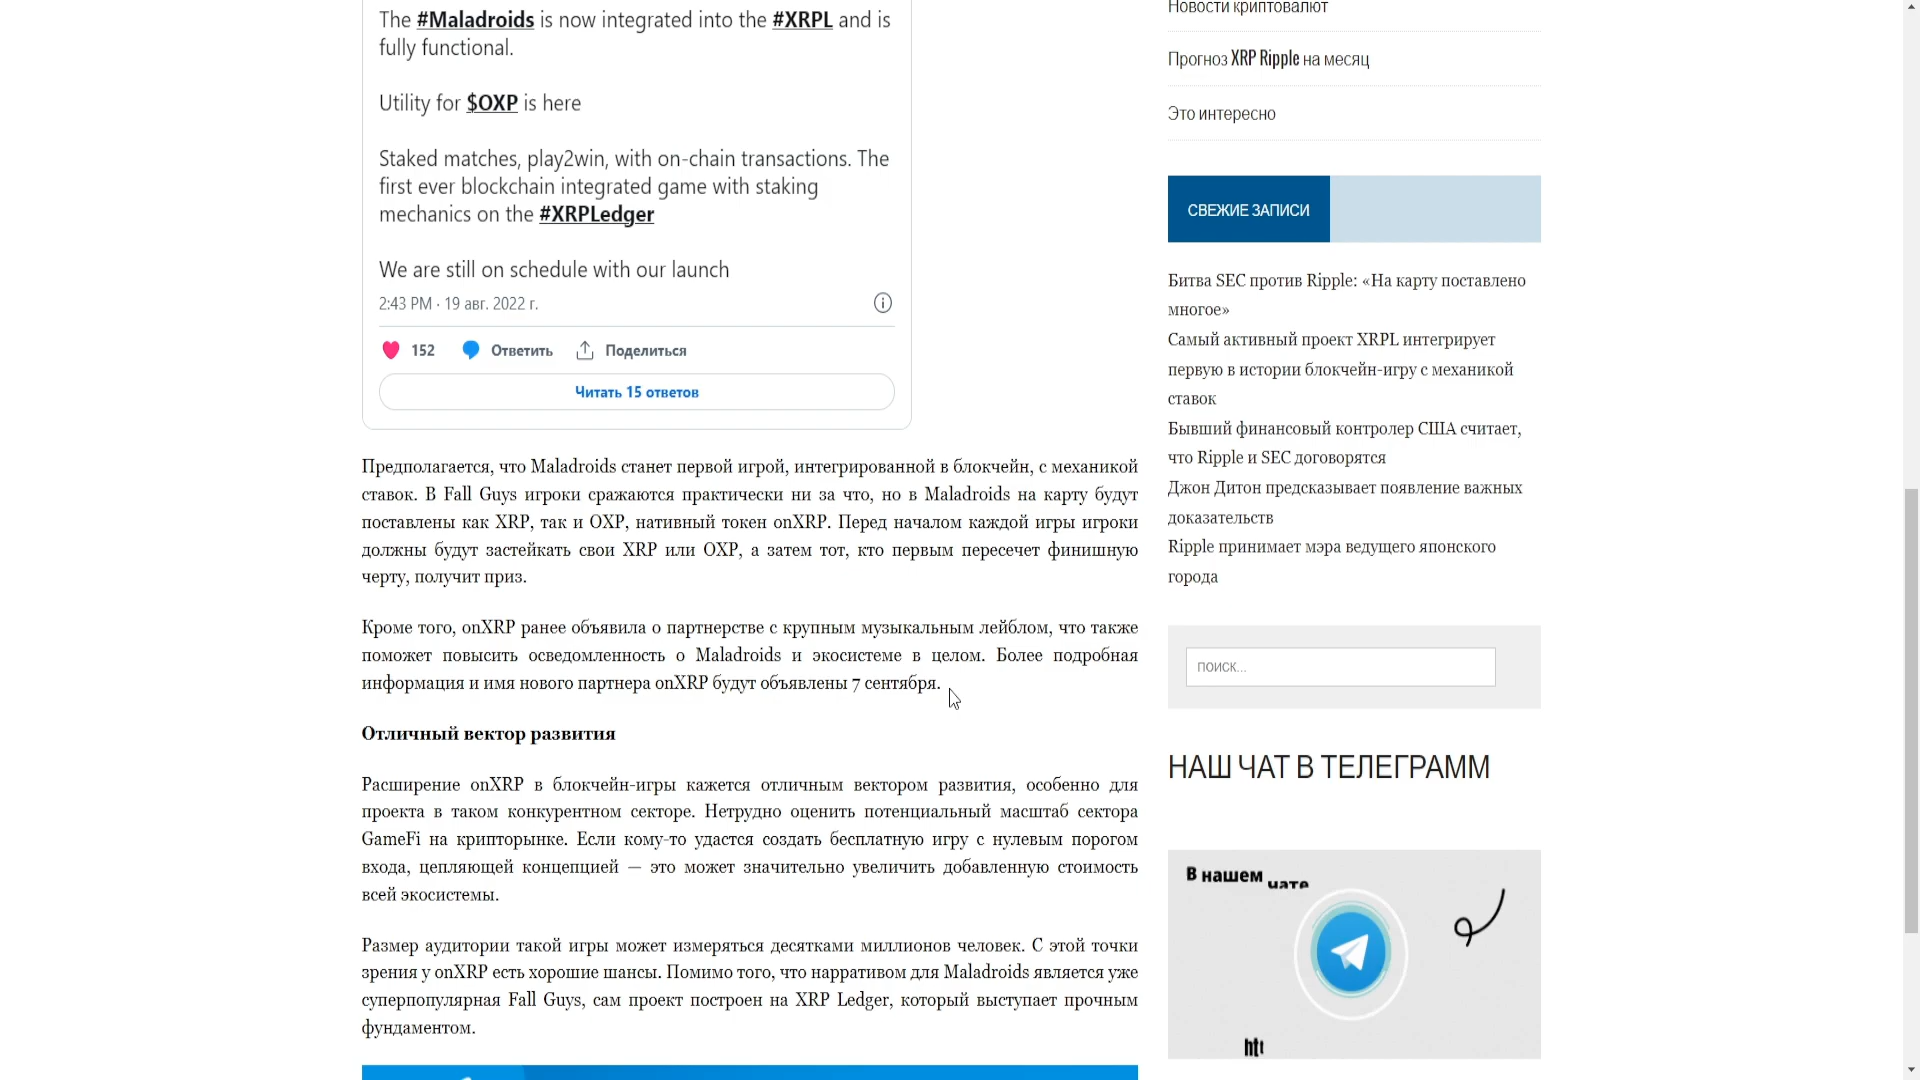 The #Maladroids is now integrated into the #XRPL and is
fully functional.
Utility for $OXP is here
Staked matches, play2win, with on-chain transactions. The
first ever blockchain integrated game with staking
mechanics on the #XRPLedger
We are still on schedule with our launch
2:43 PM · 19 авг. 2022 г.
152 Ответить Поделиться
Читать 15 ответов
Предполагается, что Maladroids станет первой игрой, интегрированной в блокчейн, с механикой
ставок. В Fall Guys игроки сражаются практически ни за что, но в Maladroids на карту будут
поставлены как XRP, так и OXP, нативный токен onXRP. Перед началом каждой игры игроки
должны будут застейкать свои XRP или OXP, а затем тот, кто первым пересечет финишную
черту, получит приз.
Кроме того, onXRP ранее объявила о партнерстве с крупным музыкальным лейблом, что также
поможет повысить осведомленность о Maladroids и экосистеме в целом. Более подробная
информация и имя нового партнера onXRP будут объявлены 7 сентября.
Отличный вектор развития
Расширение onXRP в блокчейн-игры кажется отличным вектором развития, особенно для
проекта в таком конкурентном секторе. Нетрудно оценить потенциальный масштаб сектора
GameFi на крипторынке. Если кому-то удастся создать бесплатную игру с нулевым порогом
входа, цепляющей концепцией — это может значительно увеличить добавленную стоимость
всей экосистемы.
Размер аудитории такой игры может измеряться десятками миллионов человек. С этой точки
зрения у onXRP есть хорошие шансы. Помимо того, что нарративом для Maladroids является уже
суперпопулярная Fall Guys, сам проект построен на XRP Ledger, который выступает прочным
фундаментом.
Новости криптовалют
Прогноз XRP Ripple на месяц
Это интересно
СВЕЖИЕ ЗАПИСИ
Битва SEC против Ripple: «На карту поставлено
многое»
Самый активный проект XRPL интегрирует
первую в истории блокчейн-игру с механикой
ставок
Бывший финансовый контролер США считает,
что Ripple и SEC договорятся
Джон Дитон предсказывает появление важных
доказательств
Ripple принимает мэра ведущего японского
города
ПОИСК...
НАШ ЧАТ В ТЕЛЕГРАММ
В нашем чате
htt